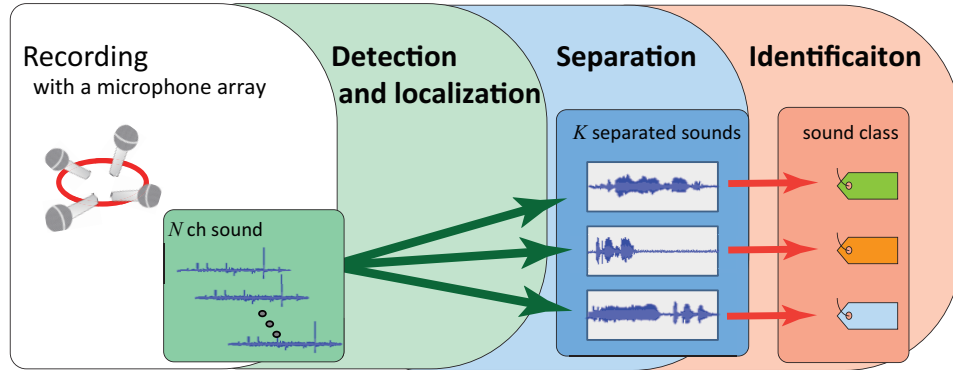 Recording
with a microphone array
Detection
and localization
Separation
Identificaiton
N ch sound
K separated sounds
sound class